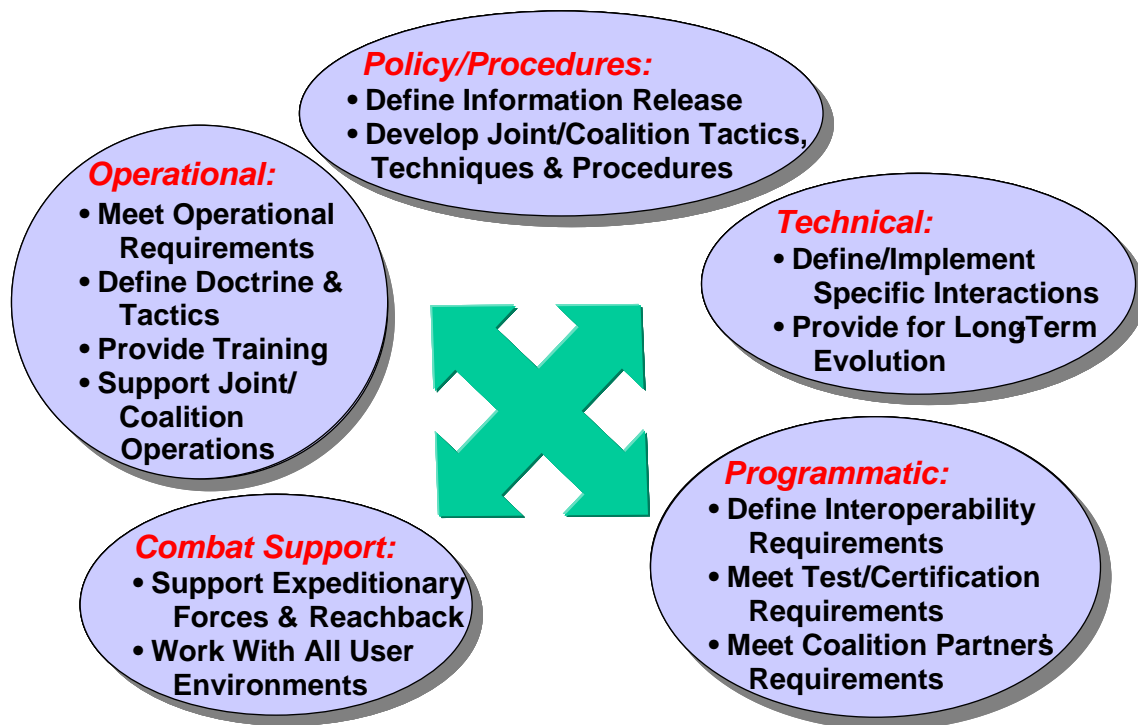 Policy/Procedures:
• Define Information Release
• Develop Joint/Coalition Tactics,
Techniques & Procedures
Operational:
• Meet Operational
Requirements
• Define Doctrine &
Tactics
• Provide Training
• Support Joint/
Coalition
Operations
Technical:
• Define/Implement
Specific Interactions
• Provide for Long-Term
Evolution
Combat Support:
• Support Expeditionary
Forces & Reachback
• Work With All User
Environments
Programmatic:
• Define Interoperability
Requirements
• Meet Test/Certification
Requirements
• Meet Coalition Partner's
Requirements